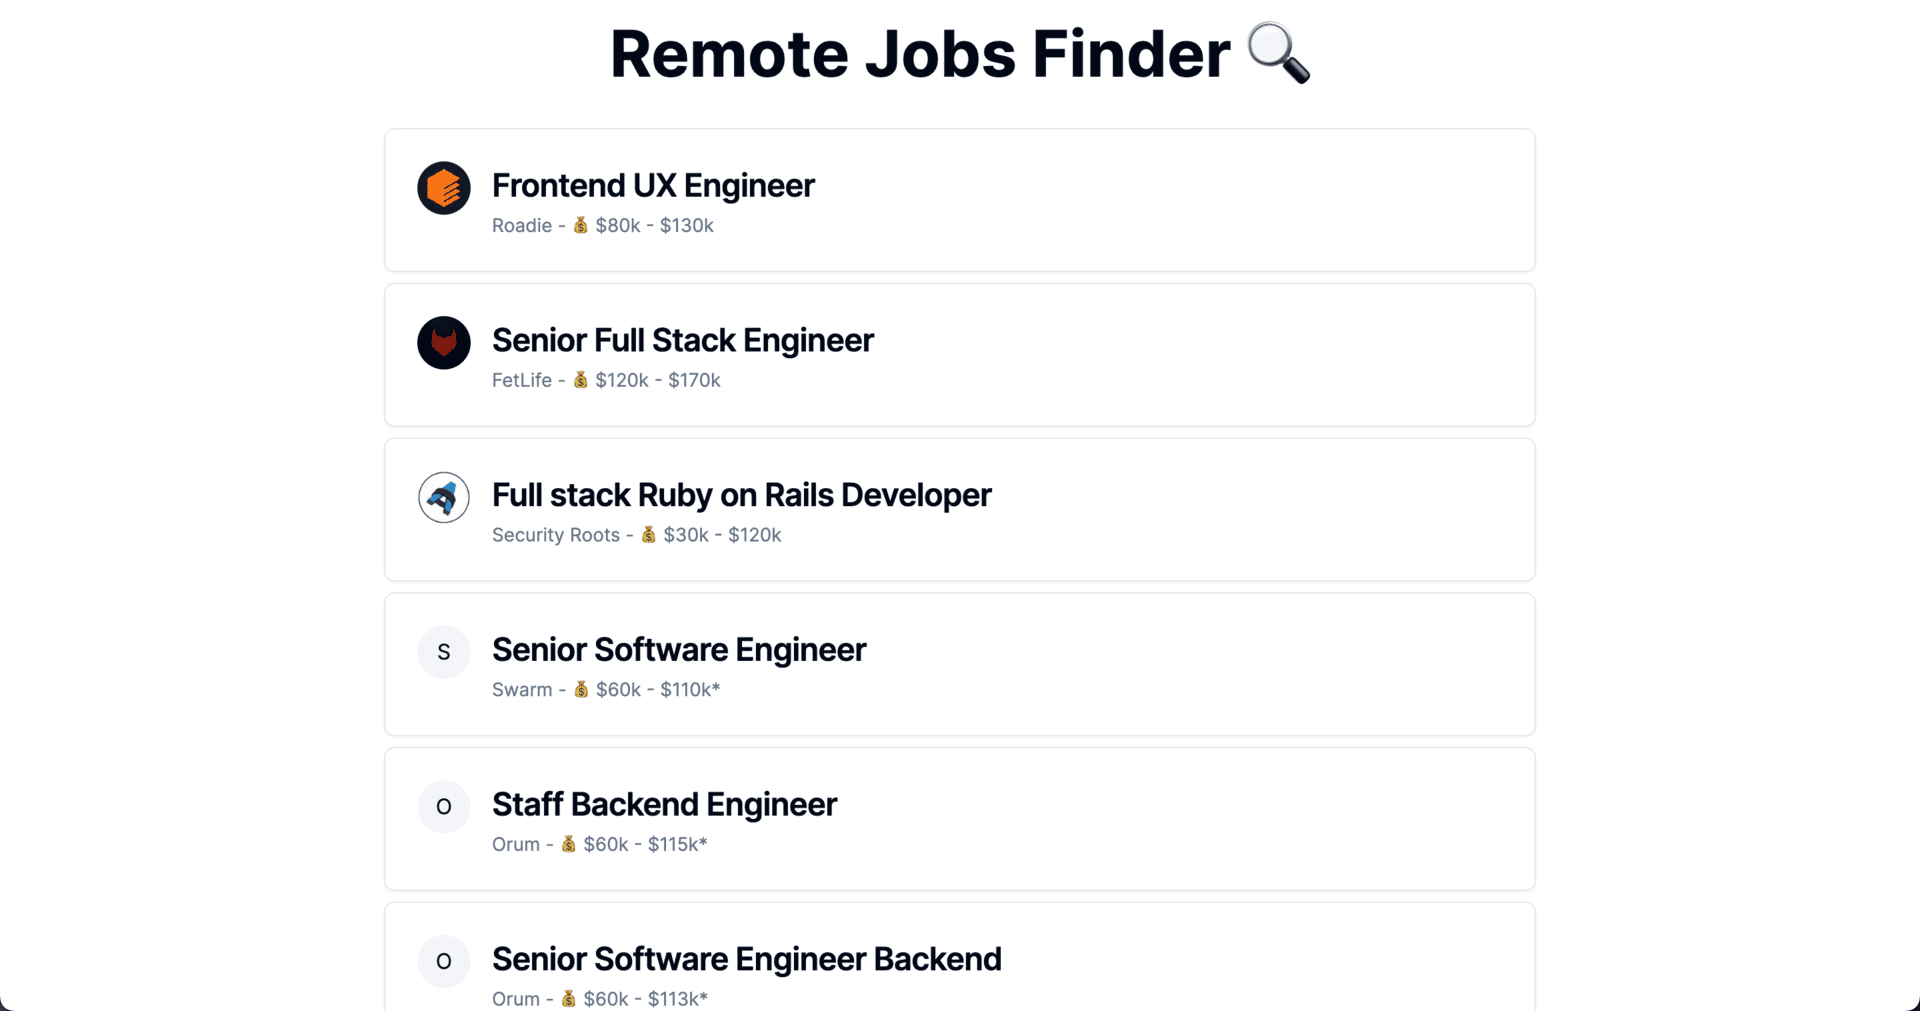 Remote Jobs Finder 🔍
Frontend UX Engineer
Roadie - 💰 $80k - $130k
Senior Full Stack Engineer
FetLife - 💰 $120k - $170k
Full stack Ruby on Rails Developer
Security Roots - 💰 $30k - $120k
S
Senior Software Engineer
Swarm - 💰 $60k - $110k*
O
Staff Backend Engineer
Orum - 💰 $60k - $115k*
O
Senior Software Engineer Backend
Orum - 💰 $60k - $113k*